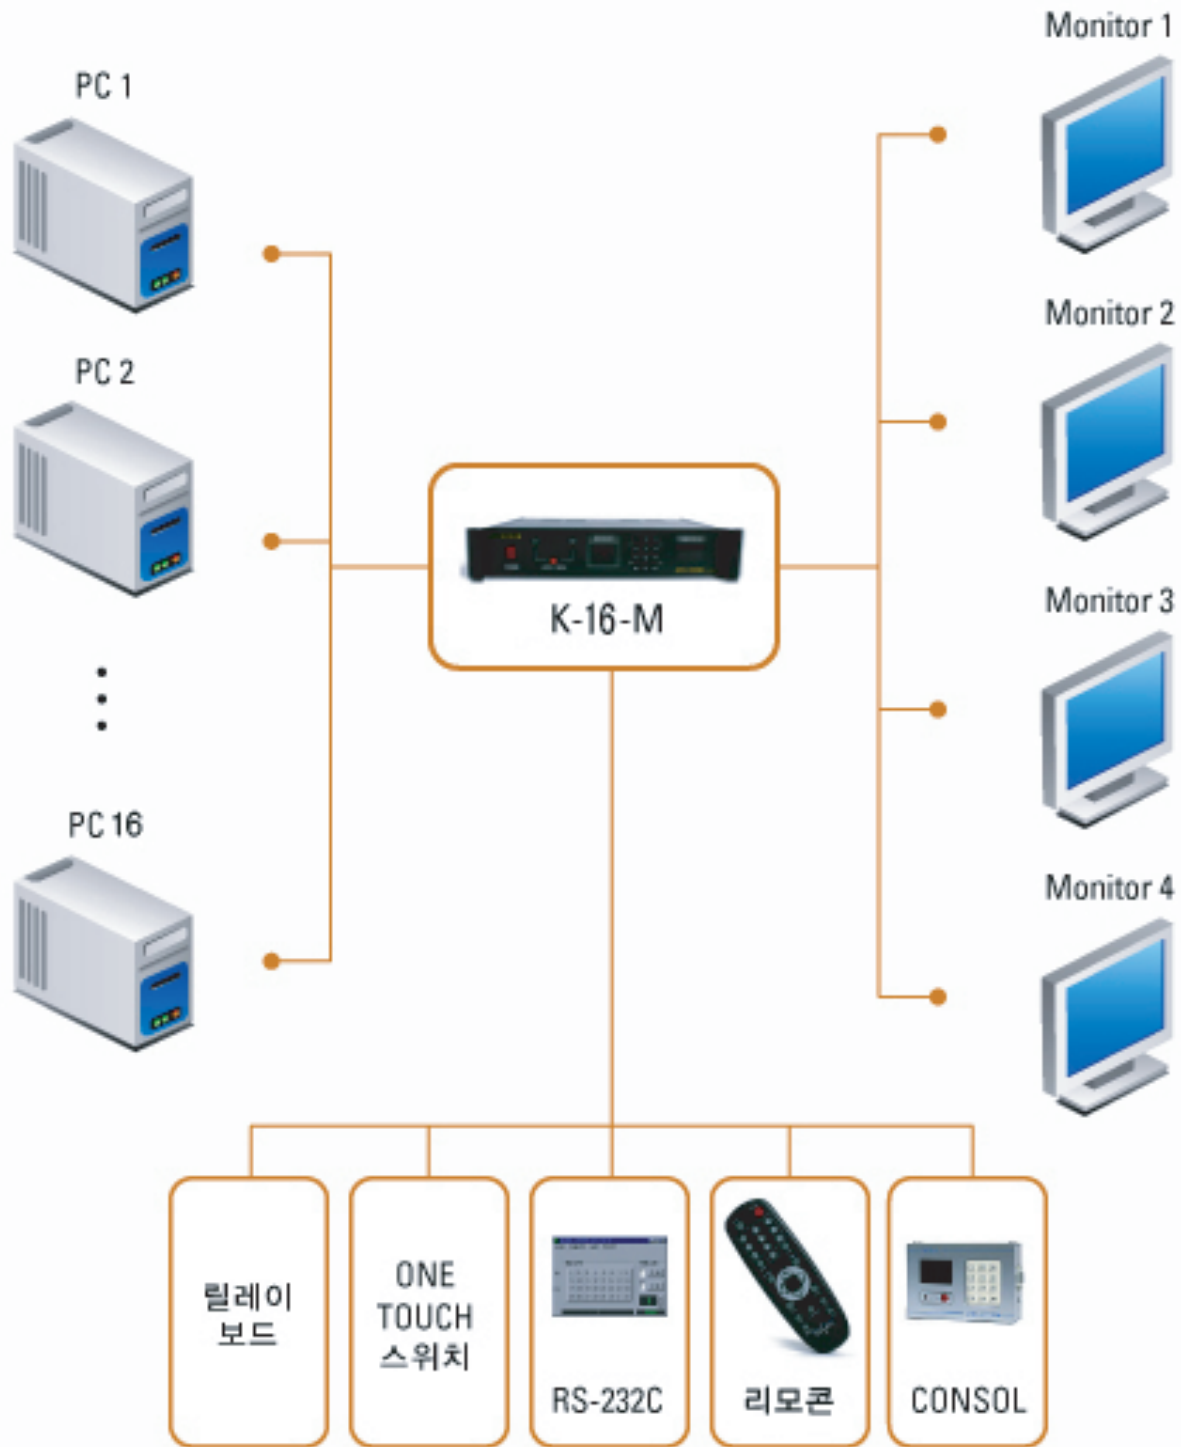 PC 1
PC 2
PC 16
Monitor 1
Monitor 2
Monitor 3
Monitor 4
K-16-M
릴레이
보드
ONE
TOUCH
스위치
RS-232C
리모콘
CONSOL